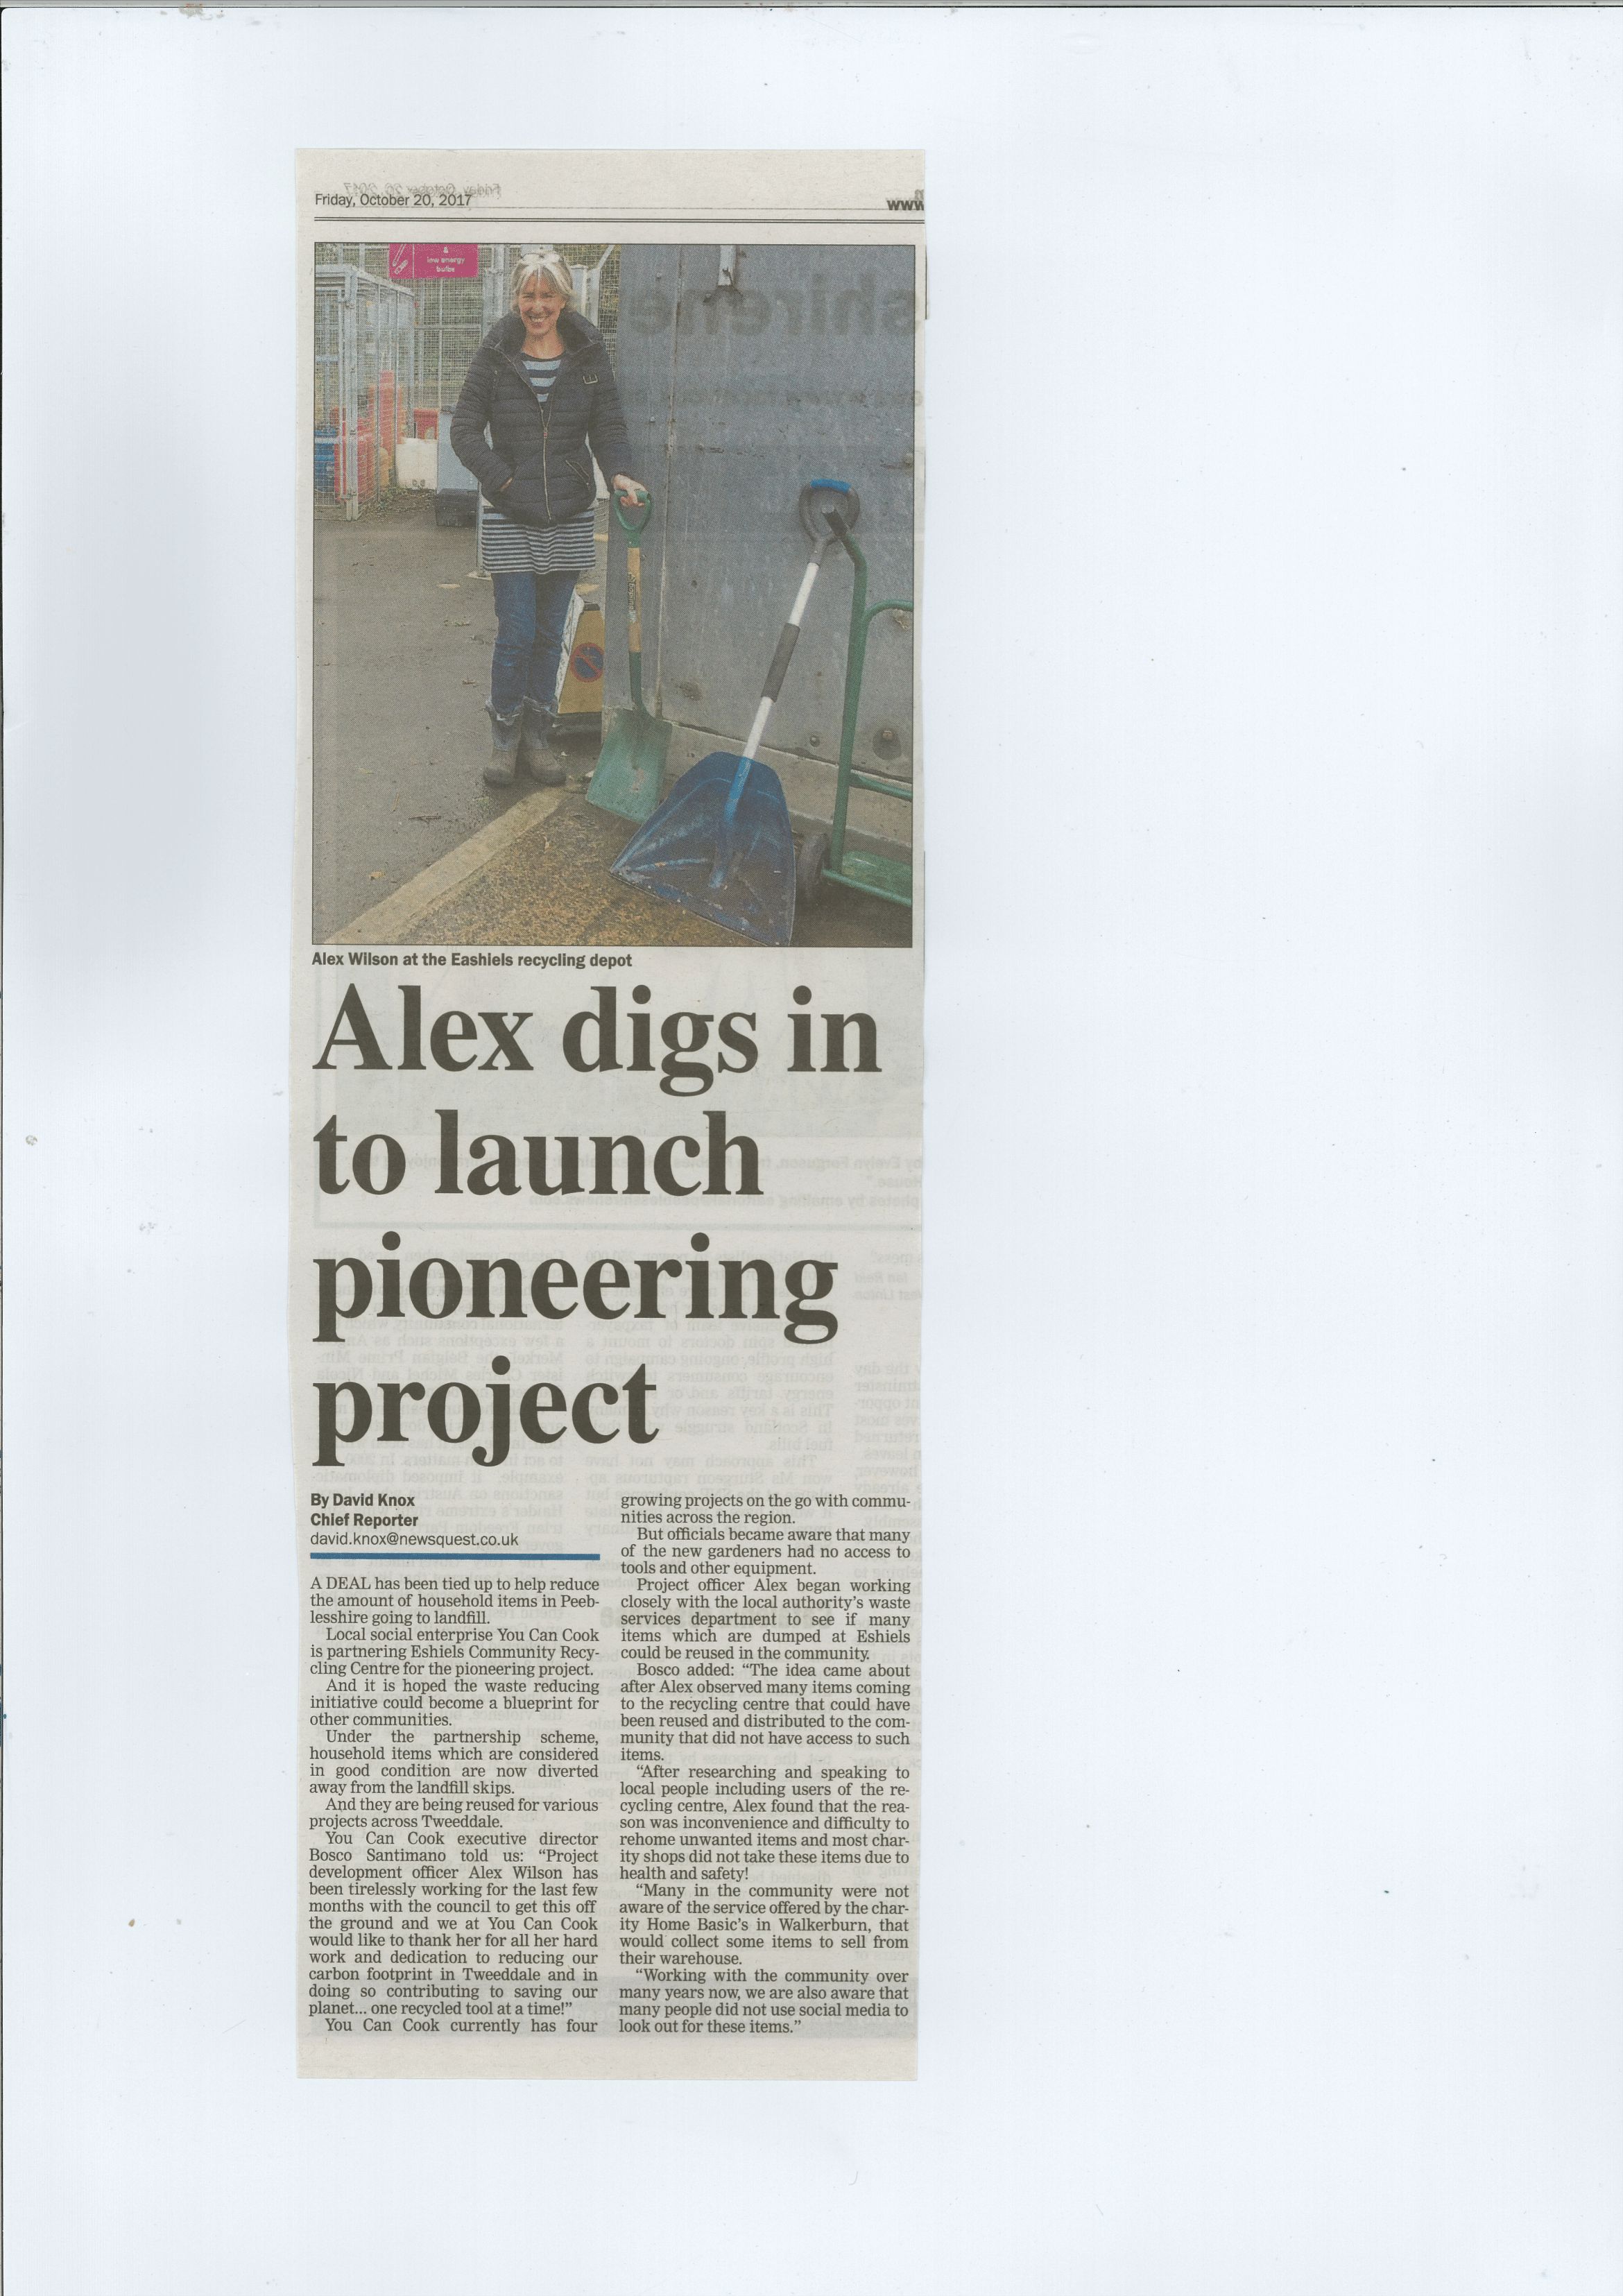 Friday, October 20, 2017
www
&
low energy
bulbs
Alex Wilson at the Eashiels recycling depot
Alex digs in
to launch
pioneering
project
By David Knox
Chief Reporter
david.knox@newsquest.co.uk
A DEAL has been tied up to help reduce
the amount of household items in Peeb-
lesshire going to landfill.
Local social enterprise You Can Cook
is partnering Eshiels Community Recy-
cling Centre for the pioneering project.
And it is hoped the waste reducing
initiative could become a blueprint for
other communities.
Under the partnership scheme,
household items which are considered
in good condition are now diverted
away from the landfill skips.
And they are being reused for various
projects across Tweeddale.
You Can Cook executive director
Bosco Santimano told us: “Project
development officer Alex Wilson has
been tirelessly working for the last few
months with the council to get this off
the ground and we at You Can Cook
would like to thank her for all her hard
work and dedication to reducing our
carbon footprint in Tweeddale and in
doing so contributing to saving our
planet... one recycled tool at a time!”
You Can Cook currently has four
growing projects on the go with commu-
nities across the region.
But officials became aware that many
of the new gardeners had no access to
tools and other equipment.
Project officer Alex began working
closely with the local authority’s waste
services department to see if many
items which are dumped at Eshiels
could be reused in the community.
Bosco added: “The idea came about
after Alex observed many items coming
to the recycling centre that could have
been reused and distributed to the com-
munity that did not have access to such
items.
“After researching and speaking to
local people including users of the re-
cycling centre, Alex found that the rea-
son was inconvenience and difficulty to
rehome unwanted items and most char-
ity shops did not take these items due to
health and safety!
“Many in the community were not
aware of the service offered by the char-
ity Home Basic’s in Walkerburn, that
would collect some items to sell from
their warehouse.
“Working with the community over
many years now, we are also aware that
many people did not use social media to
look out for these items.”